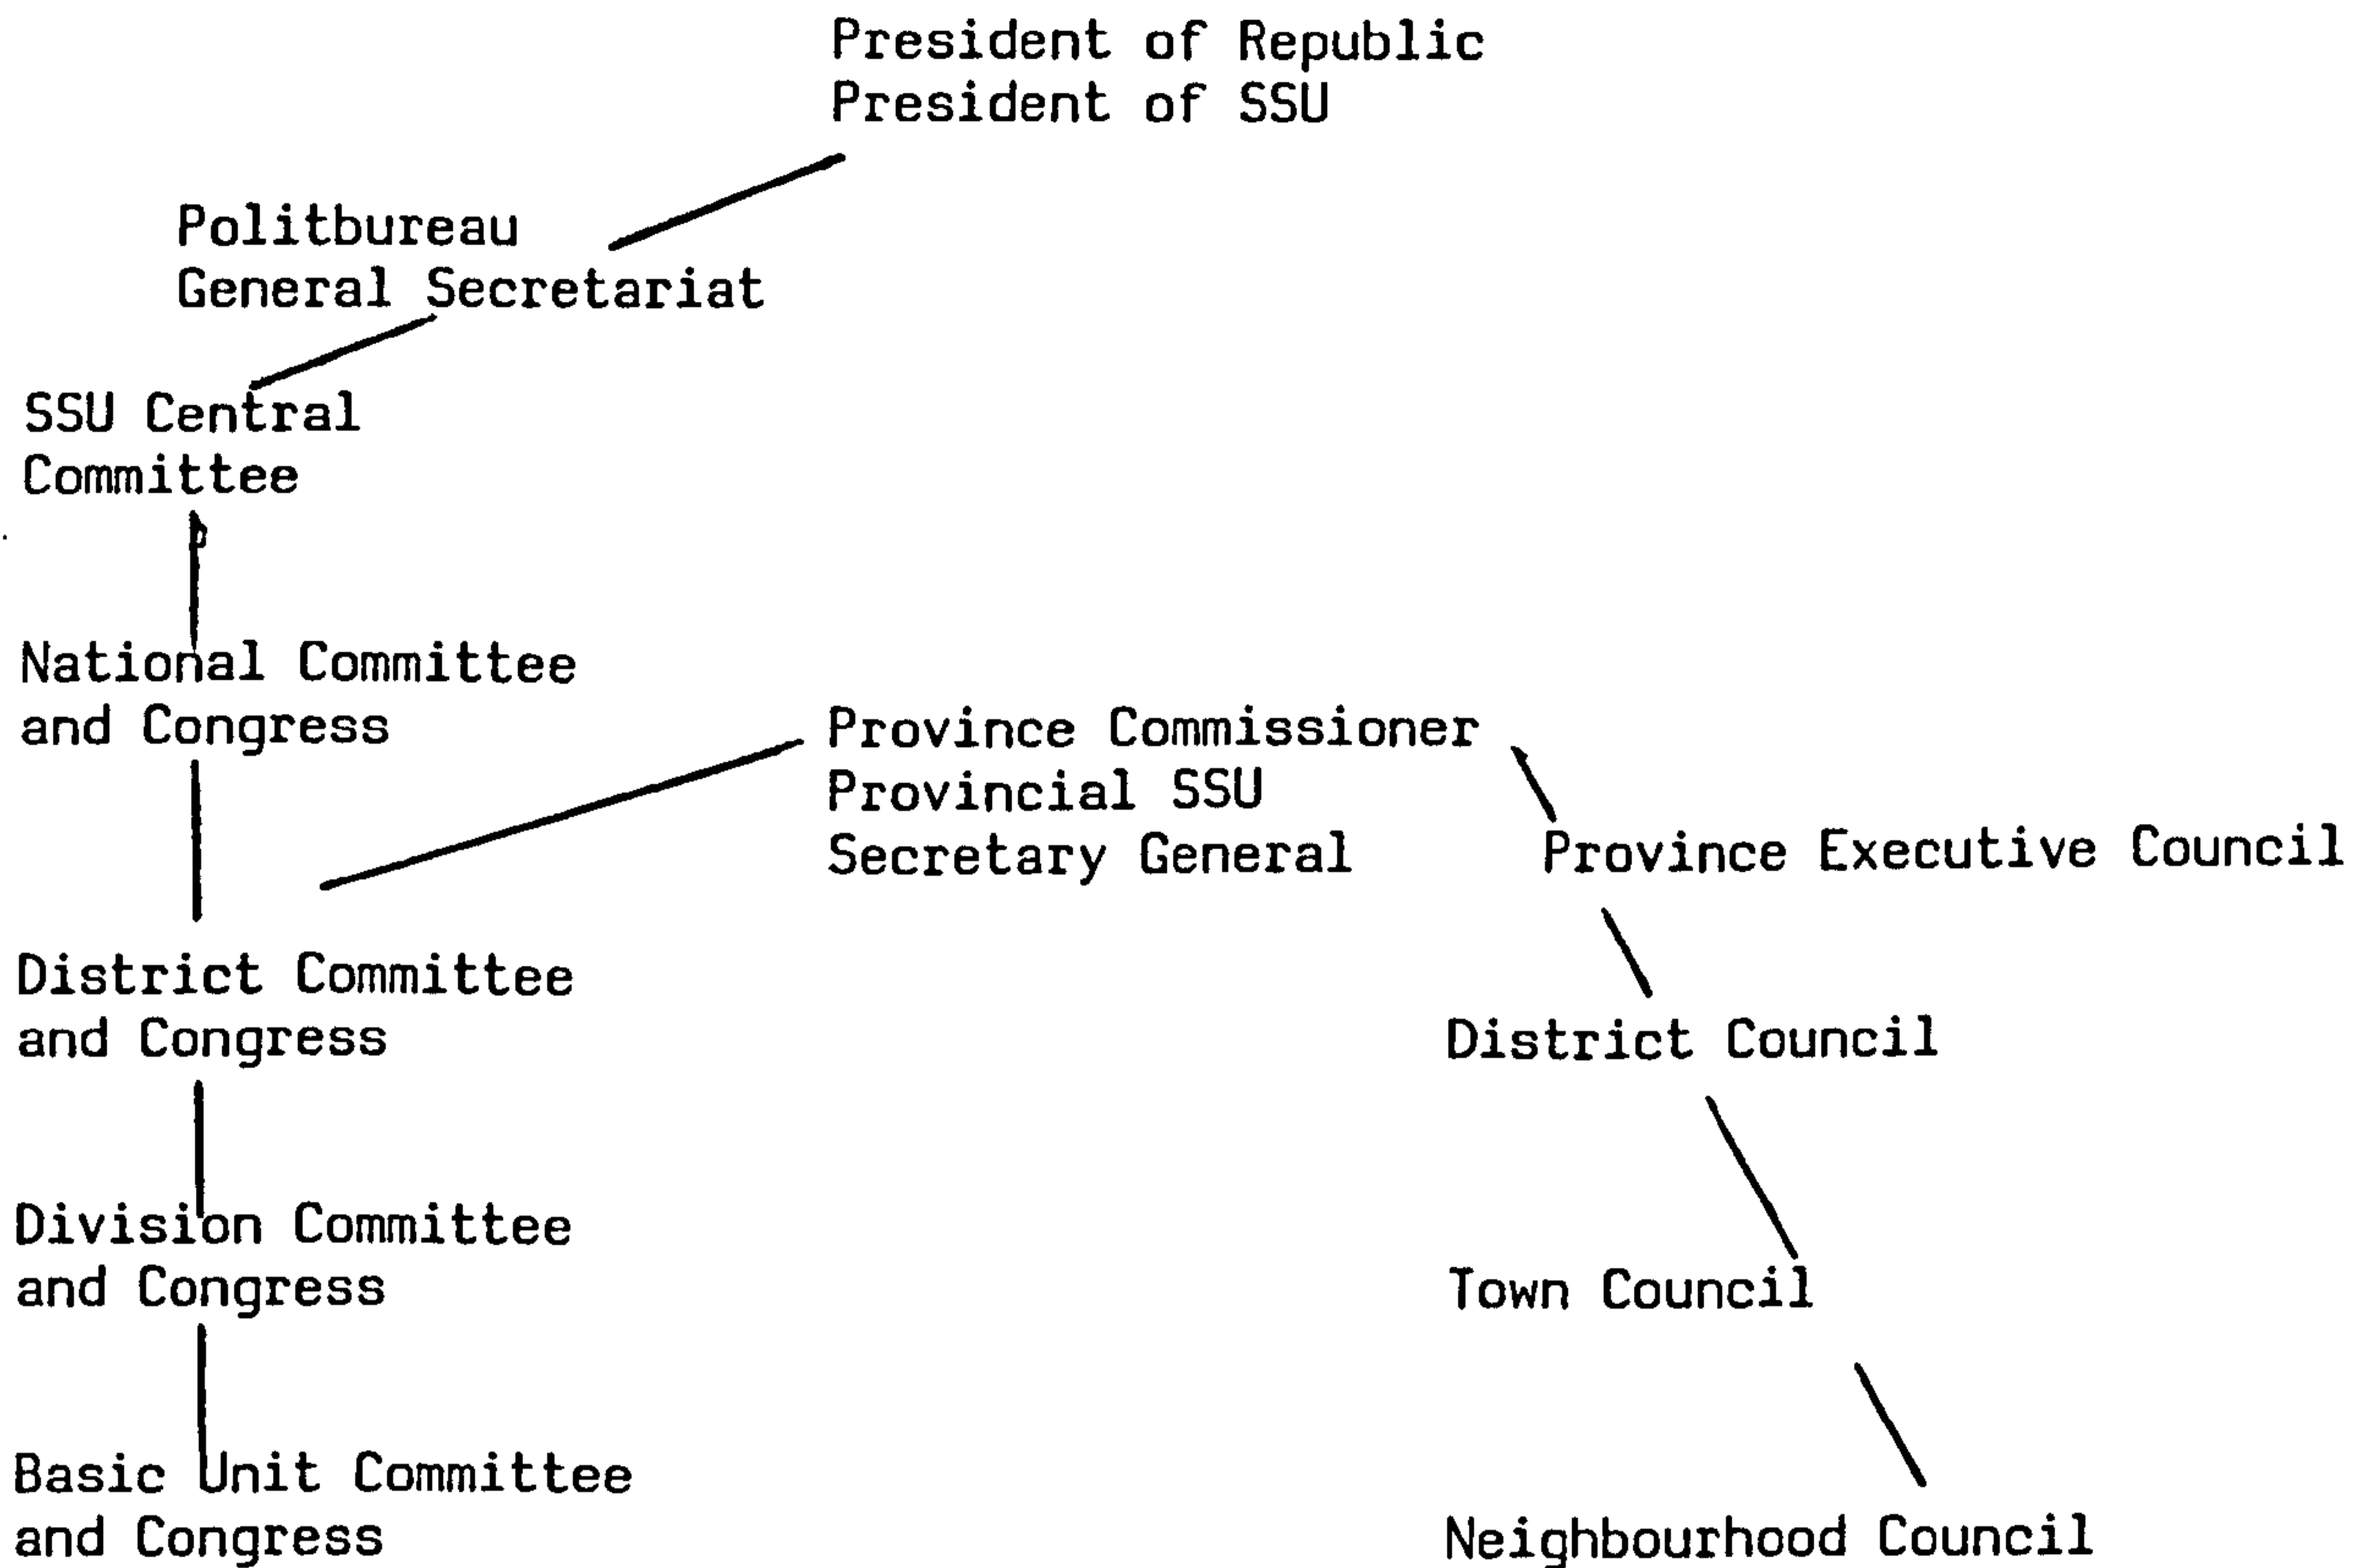 President of Republic
President of SSU
Politbureau
General Secretariat
SSU Central
Committee
National Committee
and Congress
Province Commissioner
Provincial SSU
Secretary General
Province Executive Council
District Committee
and Congress
District Council
Division Committee
and Congress
Town Council
Basic Unit Committee
and Congress
Neighbourhood Council